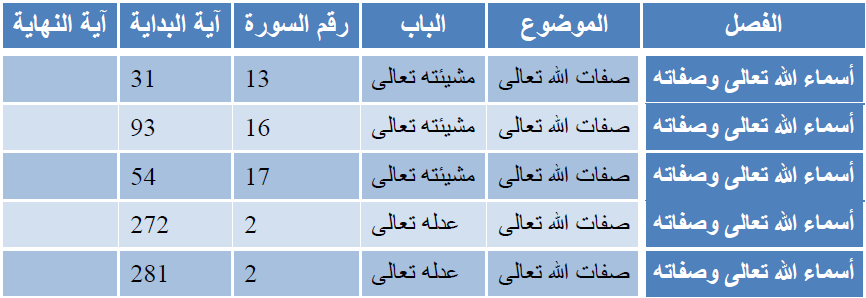 الفصل الموضوع الباب رقم السورة آية البداية آية النهاية
أسماء الله تعالى وصفاته صفات الله تعالى مشيئته تعالى 13 31
أسماء الله تعالى وصفاته صفات الله تعالى مشيئته تعالى 16 93
أسماء الله تعالى وصفاته صفات الله تعالى مشيئته تعالى 17 54
أسماء الله تعالى وصفاته صفات الله تعالى عدله تعالى 2 272
أسماء الله تعالى وصفاته صفات الله تعالى عدله تعالى 2 281